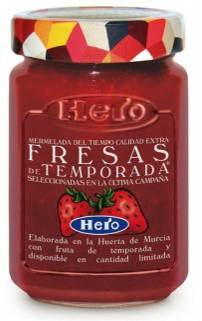 Hero
MERMELADA DEL TIEMPO CALIDAD EXTRA
FRESAS
DE TEMPORADA
SELECCIONADAS EN LA ÚLTIMA CAMPAÑA
Hero
Elaborada en la Huerta de Murcia
con fruta de temporada y
disponible en cantidad limitada